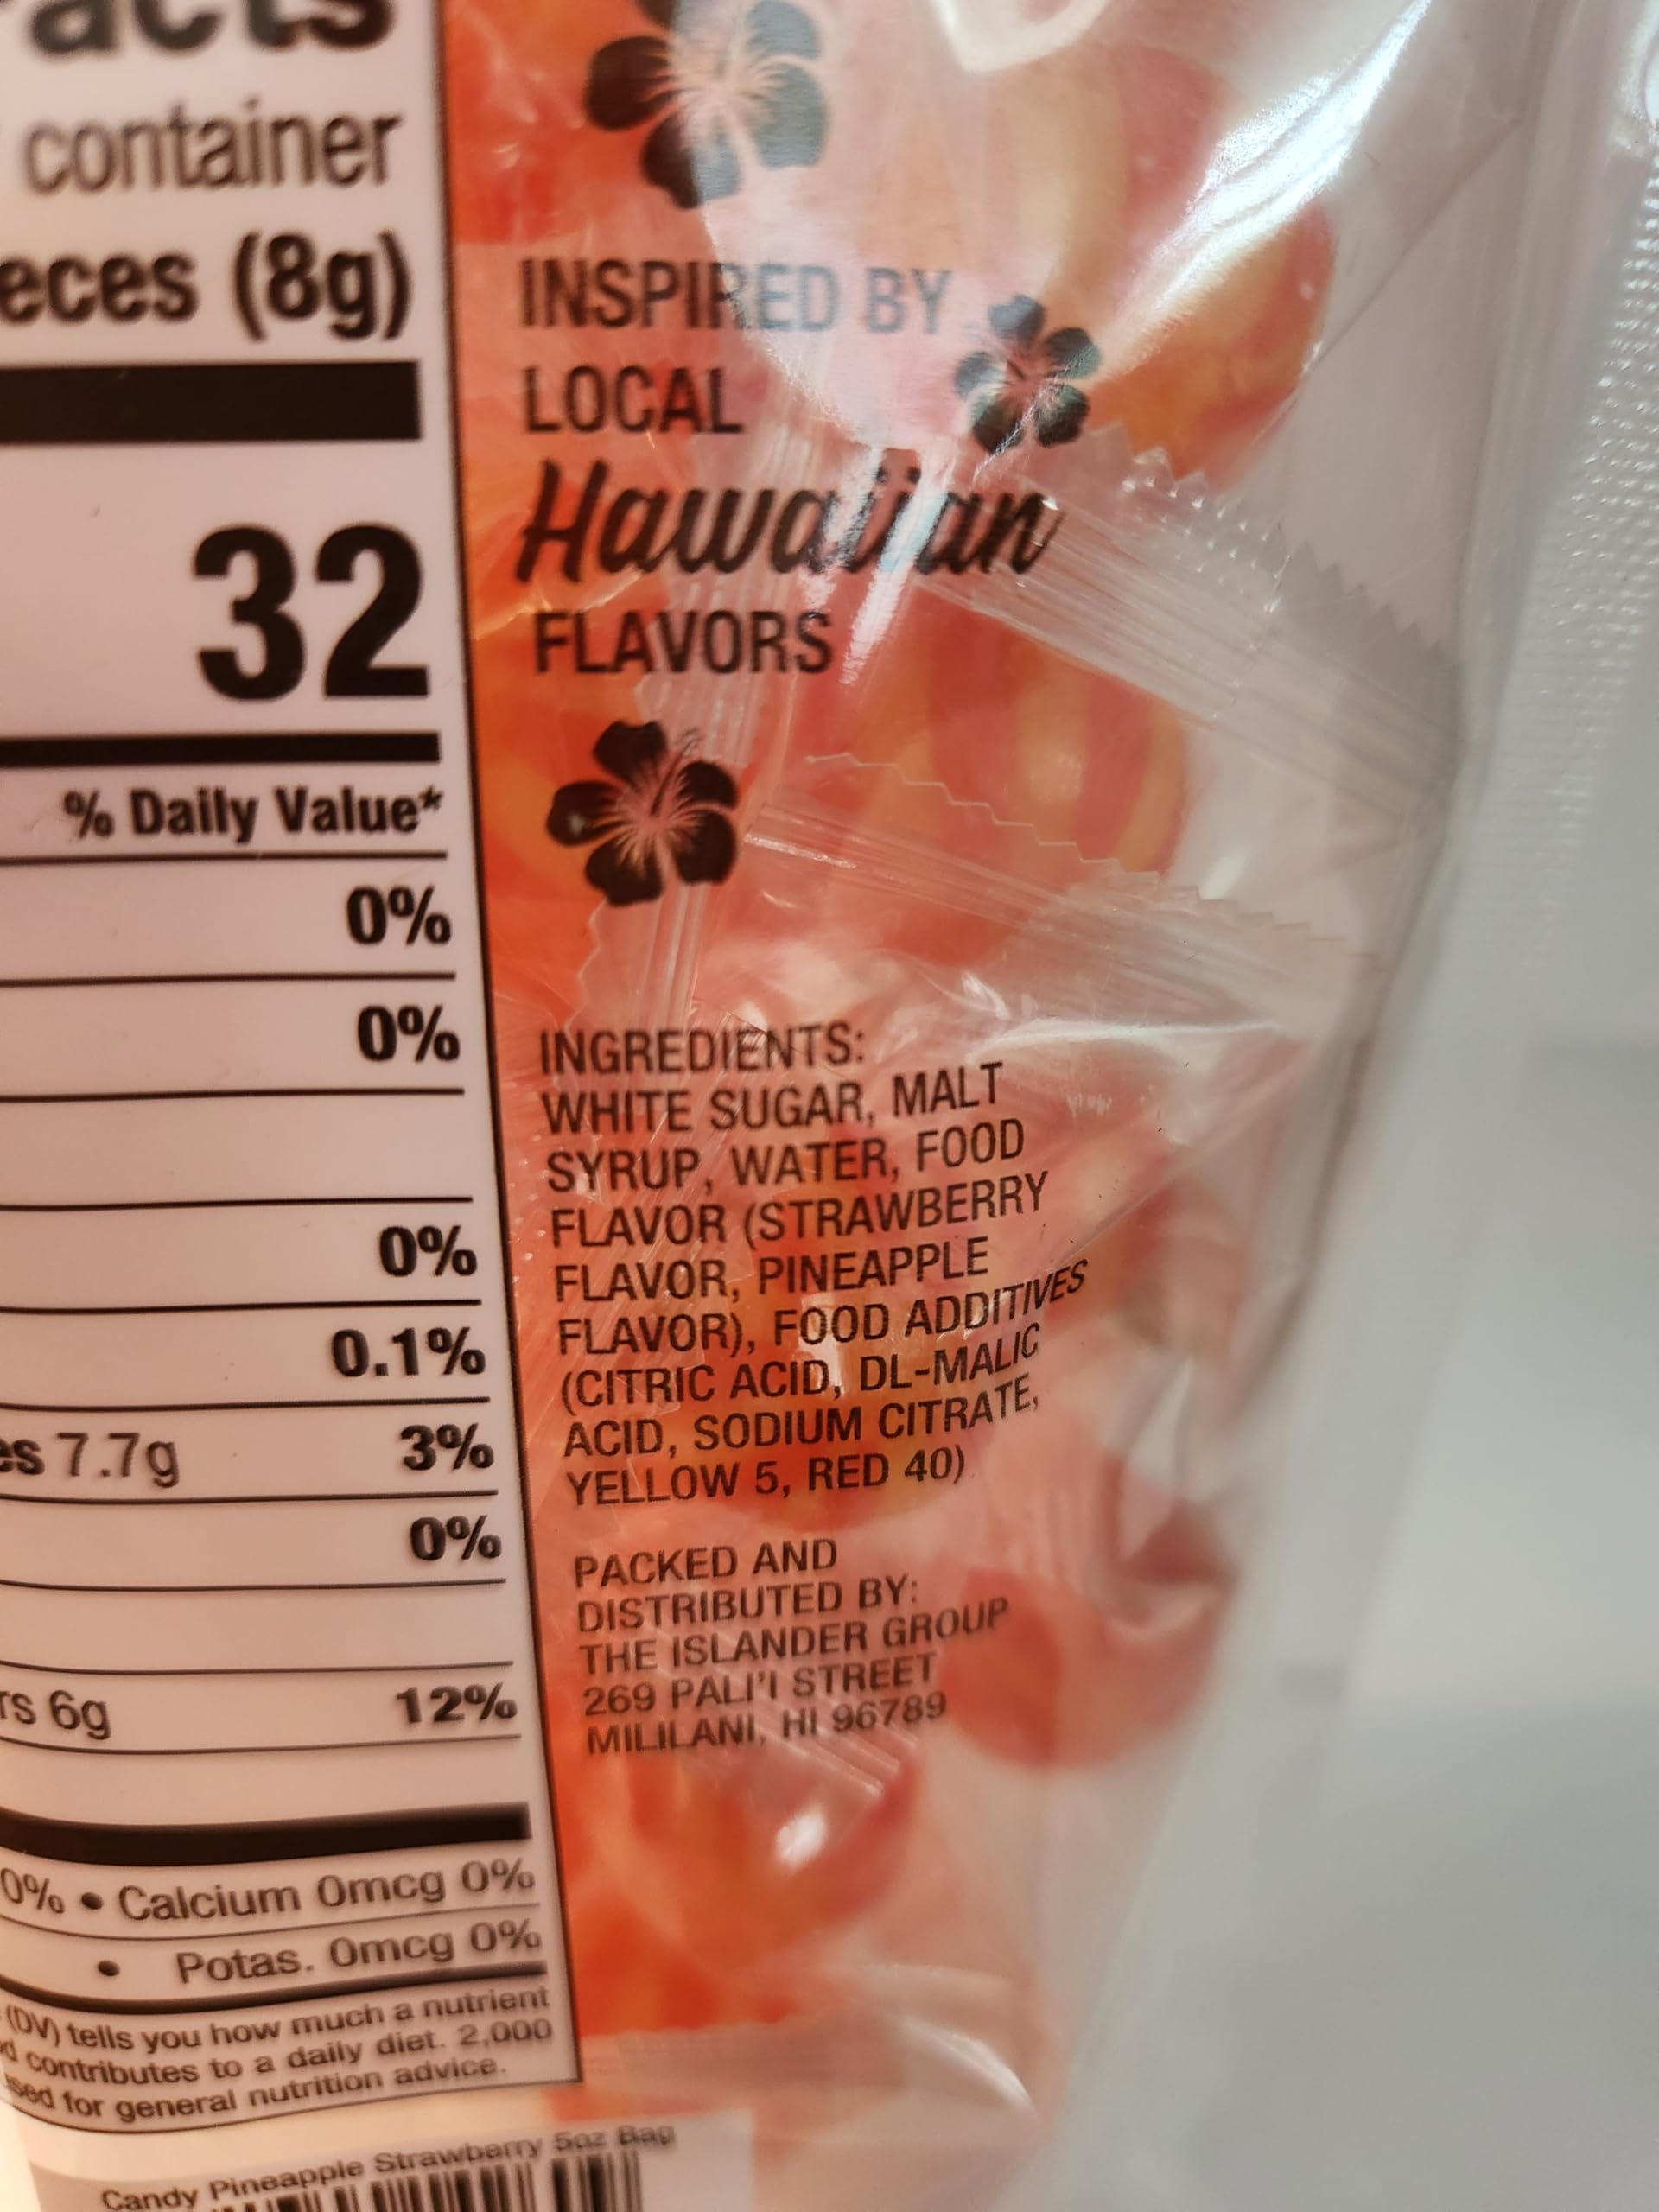 acts
container
eces (8g)
32
% Daily Value*
0%
0%
0%
0.1%
es 7.7g 3%
0%
rs 6g 12%
0% • Calcium 0mcg 0%
• Potas. 0mcg 0%
(DV) tells you how much a nutrient
d contributes to a daily diet. 2,000
sed for general nutrition advice.
Candy Pineapple Strawberry 5oz Bag
INSPIRED BY
LOCAL
Hawaiian
FLAVORS
INGREDIENTS:
WHITE SUGAR, MALT
SYRUP, WATER, FOOD
FLAVOR (STRAWBERRY
FLAVOR, PINEAPPLE
FLAVOR), FOOD ADDITIVES
(CITRIC ACID, DL-MALIC
ACID, SODIUM CITRATE,
YELLOW 5, RED 40)
PACKED AND
DISTRIBUTED BY:
THE ISLANDER GROUP
269 PALI'I STREET
MILILANI, HI 96789